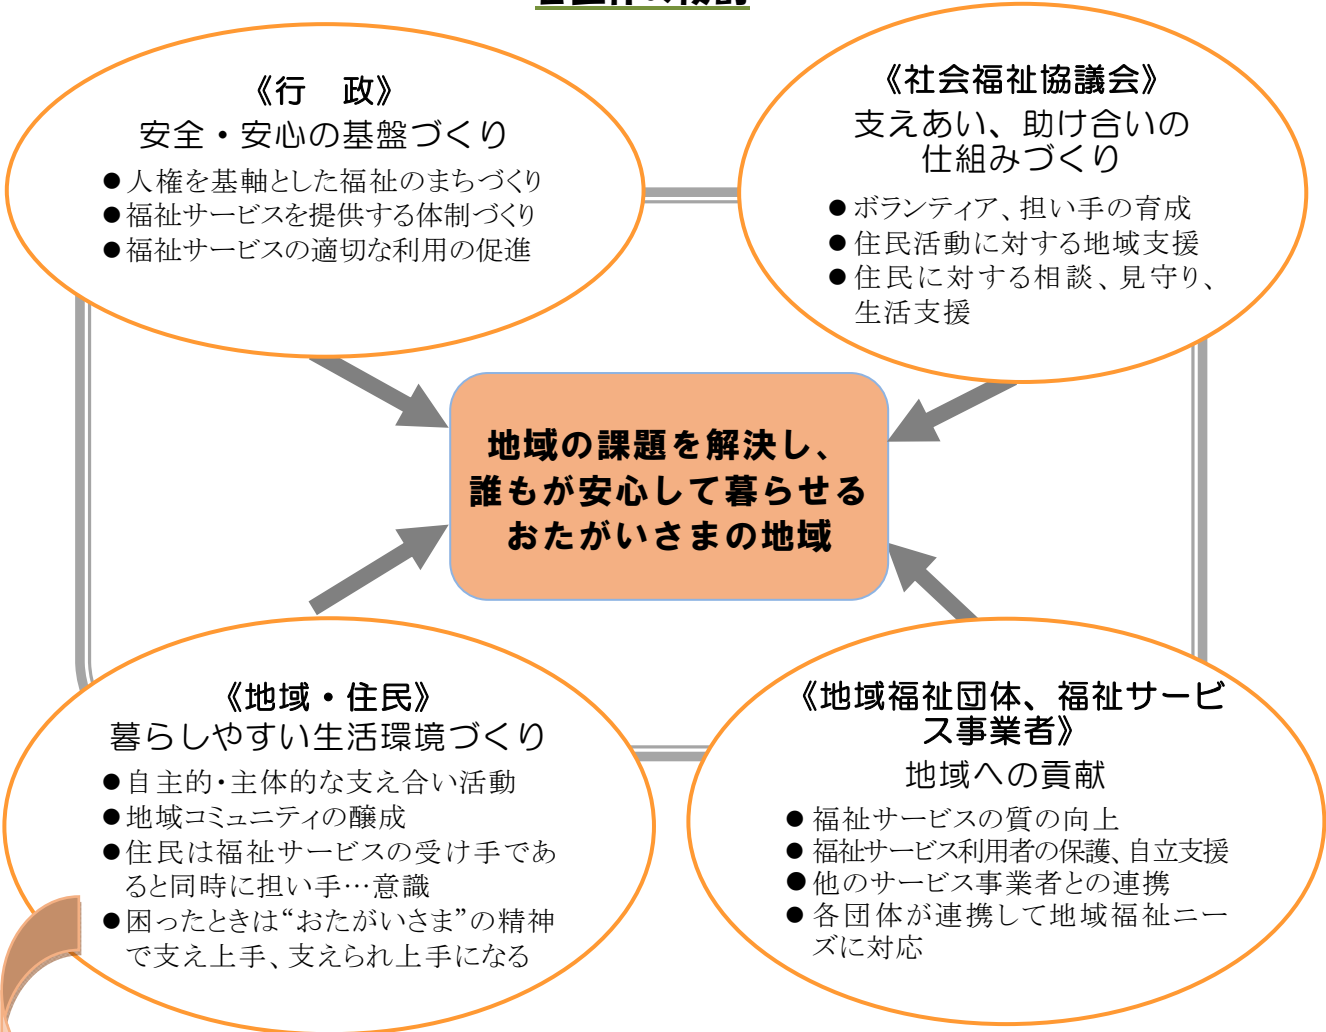 《行　政》
安全・安心の基盤づくり
●人権を基軸とした福祉のまちづくり
●福祉サービスを提供する体制づくり
●福祉サービスの適切な利用の促進
《社会福祉協議会》
支えあい、助け合いの
仕組みづくり
●ボランティア、担い手の育成
●住民活動に対する地域支援
●住民に対する相談、見守り、
生活支援
地域の課題を解決し、
誰もが安心して暮らせる
おたがいさまの地域
《地域・住民》
暮らしやすい生活環境づくり
●自主的・主体的な支え合い活動
●地域コミュニティの醸成
●住民は福祉サービスの受け手であ
ると同時に担い手…意識
●困ったときは“おたがいさま”の精神
で支え上手、支えられ上手になる
《地域福祉団体、福祉サービ
ス事業者》
地域への貢献
●福祉サービスの質の向上
●福祉サービス利用者の保護、自立支援
●他のサービス事業者との連携
●各団体が連携して地域福祉ニー
ズに対応